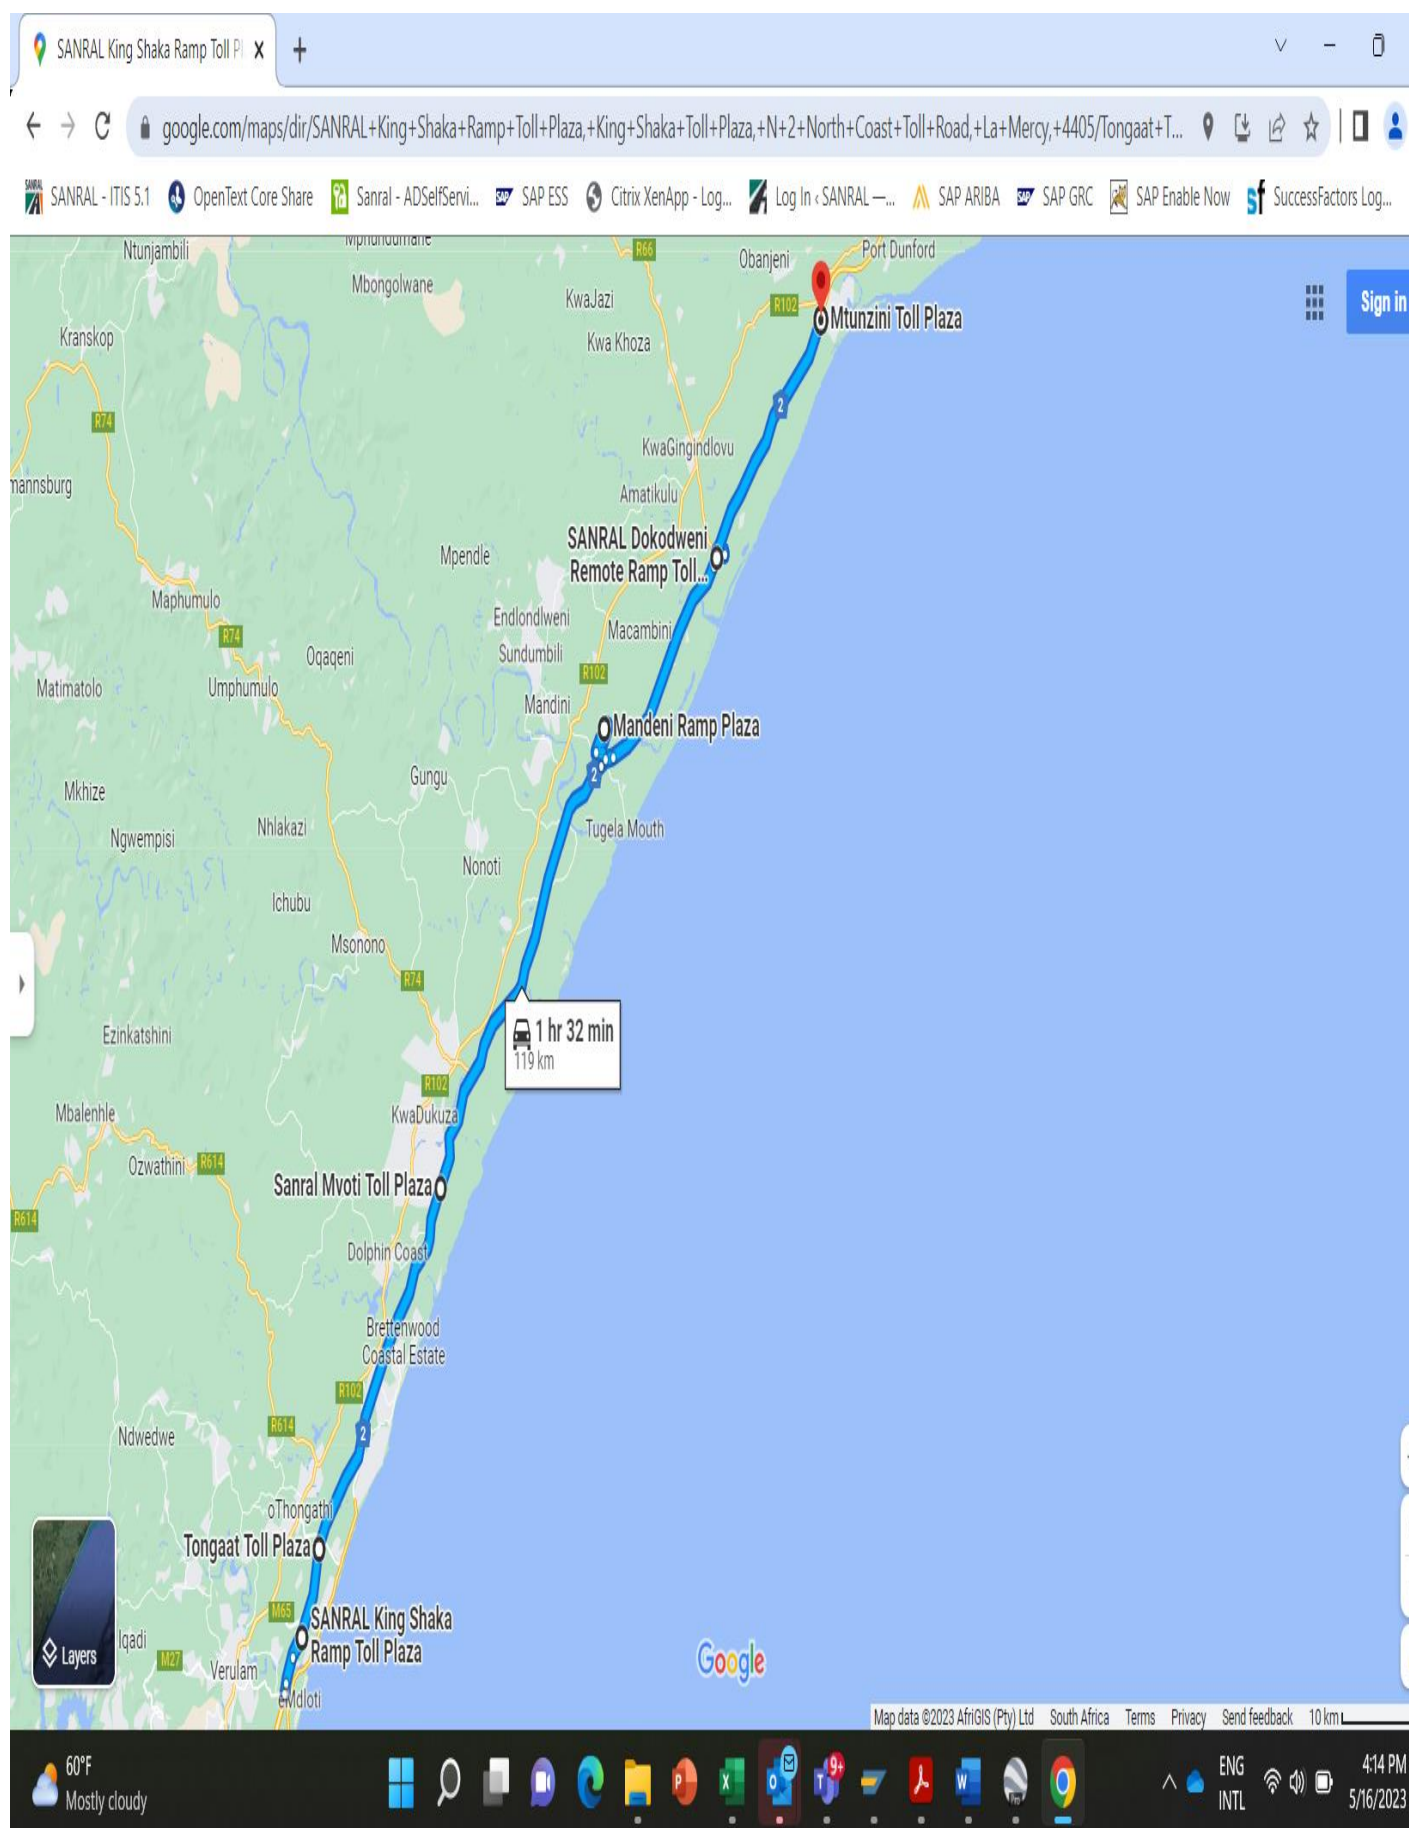 SANRAL King Shaka Ramp Toll Pl
google.com/maps/dir/SANRAL+King+Shaka+Ramp+Toll+Plaza,+King+Shaka+Toll+Plaza,+N+2+North+Coast+Toll+Road,+La+Mercy,+4405/Tongaat+T...
SANRAL - ITIS 5.1
OpenText Core Share
Sanral - ADSelfServi...
SAP ESS
Citrix XenApp - Log...
Log In ‹ SANRAL —...
SAP ARIBA
SAP GRC
SAP Enable Now
SuccessFactors Log...
Ntunjambili
Mphundumane
R66
Obanjeni
Port Dunford
Mbongolwane
KwaJazi
R102
Sign in
Mtunzini Toll Plaza
Kranskop
Kwa Khoza
2
R74
KwaGingindlovu
mannsburg
Amatikulu
SANRAL Dokodweni
Remote Ramp Toll...
Mpendle
Maphumulo
Endlondlweni
R74
Macambini
Oqaqeni
Sundumbili
R102
Matimatolo
Umphumulo
Mandini
Mandeni Ramp Plaza
Gungu
2
Mkhize
Nhlakazi
Tugela Mouth
Ngwempisi
Nonoti
Ichubu
Msonono
R74
Ezinkatshini
1 hr 32 min
119 km
R102
Mbalenhle
KwaDukuza
Ozwathini
R614
Sanral Mvoti Toll Plaza
R614
Dolphin Coast
Brettenwood
Coastal Estate
R102
R614
2
Ndwedwe
oThongathi
Tongaat Toll Plaza
M65
SANRAL King Shaka
Ramp Toll Plaza
Iqadi
Layers
M27
Verulam
Google
eMdloti
Map data ©2023 AfriGIS (Pty) Ltd
South Africa
Terms
Privacy
Send feedback
10 km
60°F
Mostly cloudy
9+
ENG
INTL
4:14 PM
5/16/2023